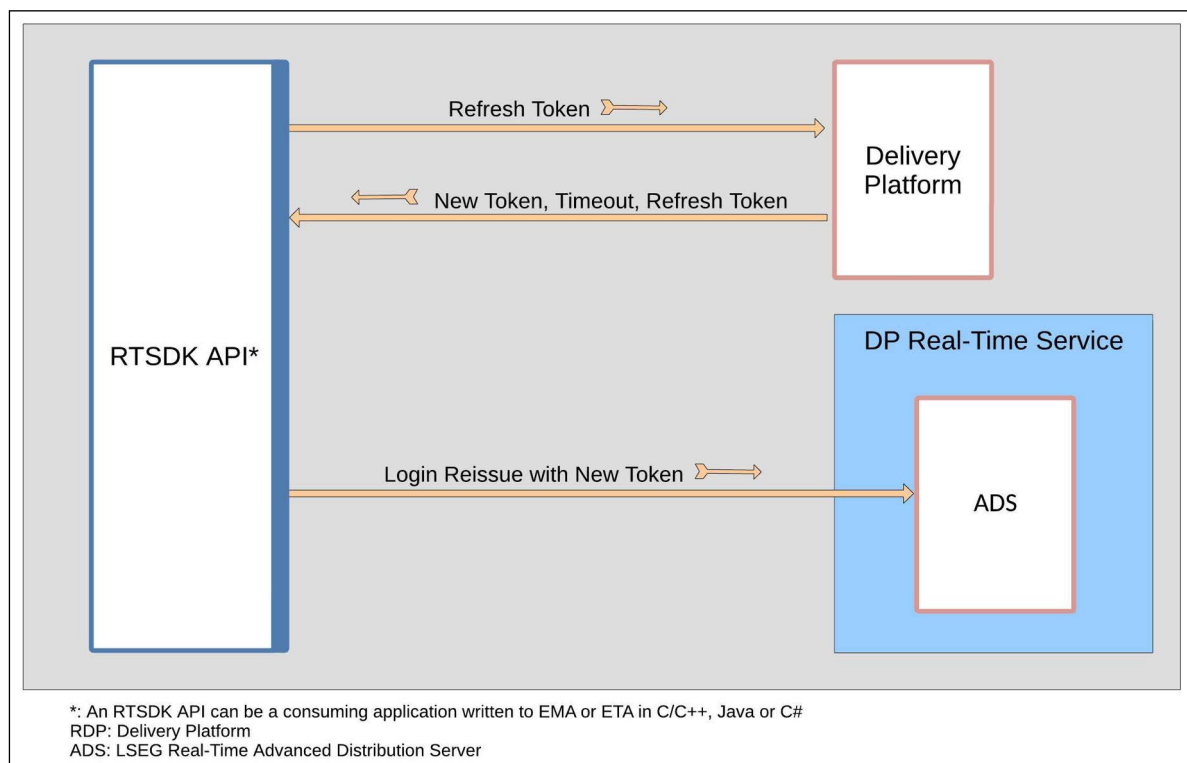 Refresh Token
Delivery
Platform
New Token, Timeout, Refresh Token
RTSDK API*
DP Real-Time Service
Login Reissue with New Token
ADS
*: An RTSDK API can be a consuming application written to EMA or ETA in C/C++, Java or C#
RDP: Delivery Platform
ADS: LSEG Real-Time Advanced Distribution Server